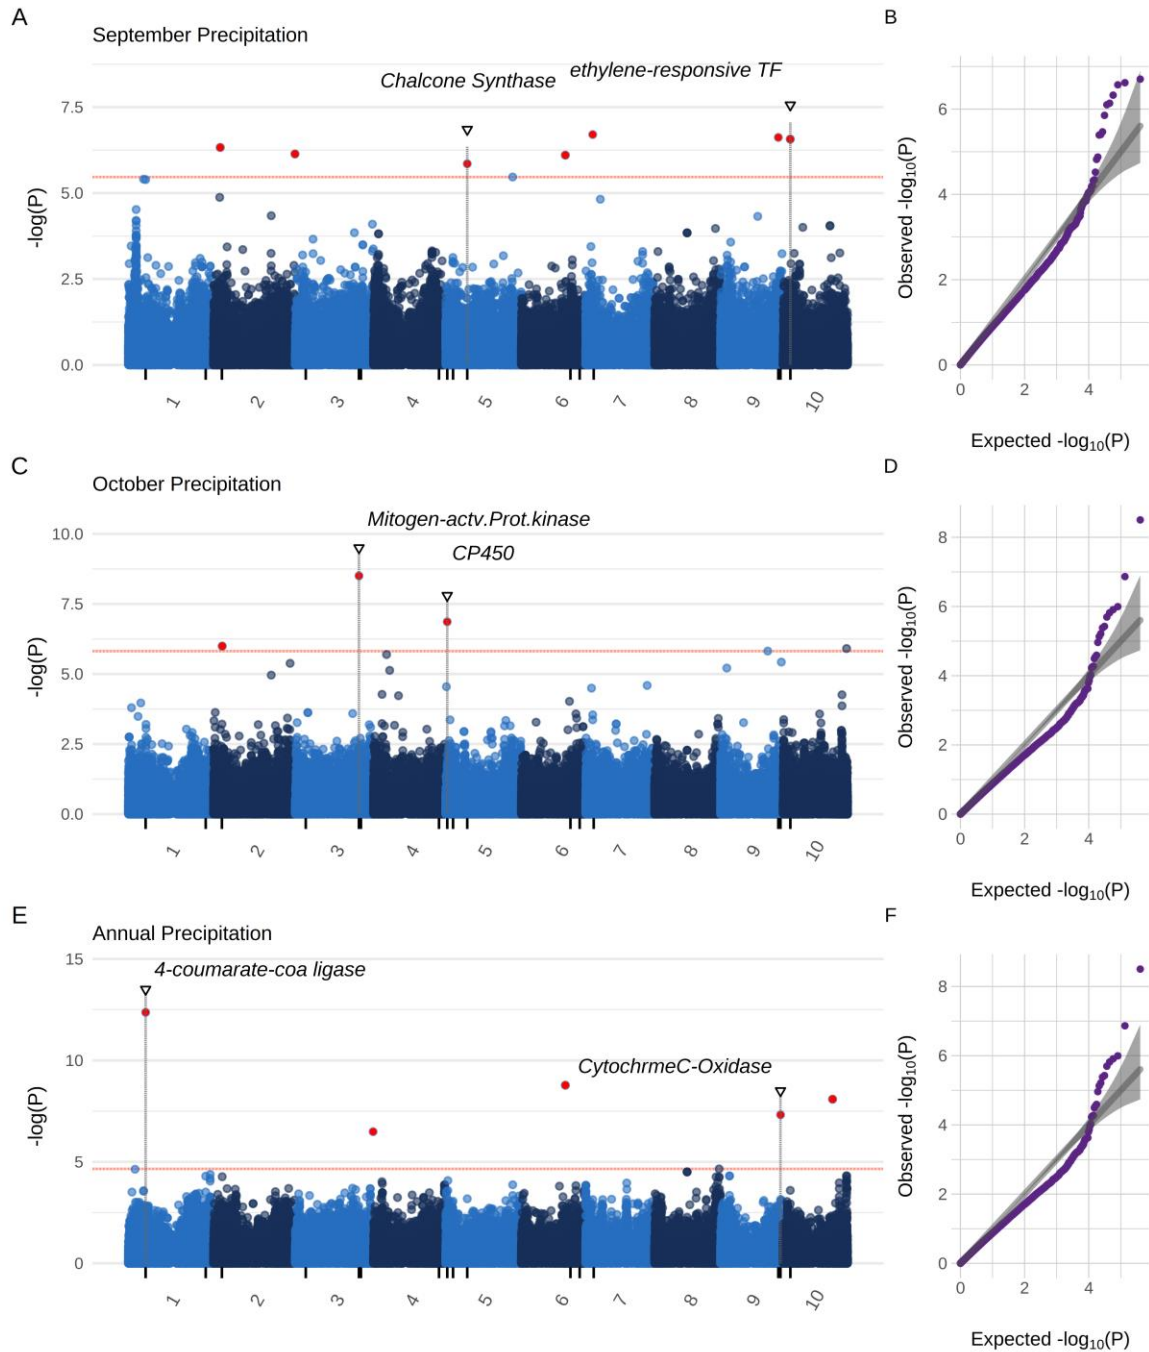 A
B
September Precipitation
Chalcone Synthase
ethylene-responsive TF
7.5
5.0
2.5
0.0
-log(P)
1
2
3
4
5
6
7
8
9
10
6
4
2
0
Observed -log10(P)
0
2
4
Expected -log10(P)
C
D
October Precipitation
Mitogen-actv.Prot.kinase
CP450
10.0
7.5
5.0
2.5
0.0
-log(P)
1
2
3
4
5
6
7
8
9
10
8
6
4
2
0
Observed -log10(P)
0
2
4
Expected -log10(P)
E
F
Annual Precipitation
4-coumarate-coa ligase
CytochrmeC-Oxidase
15
10
5
0
-log(P)
1
2
3
4
5
6
7
8
9
10
8
6
4
2
0
Observed -log10(P)
0
2
4
Expected -log10(P)